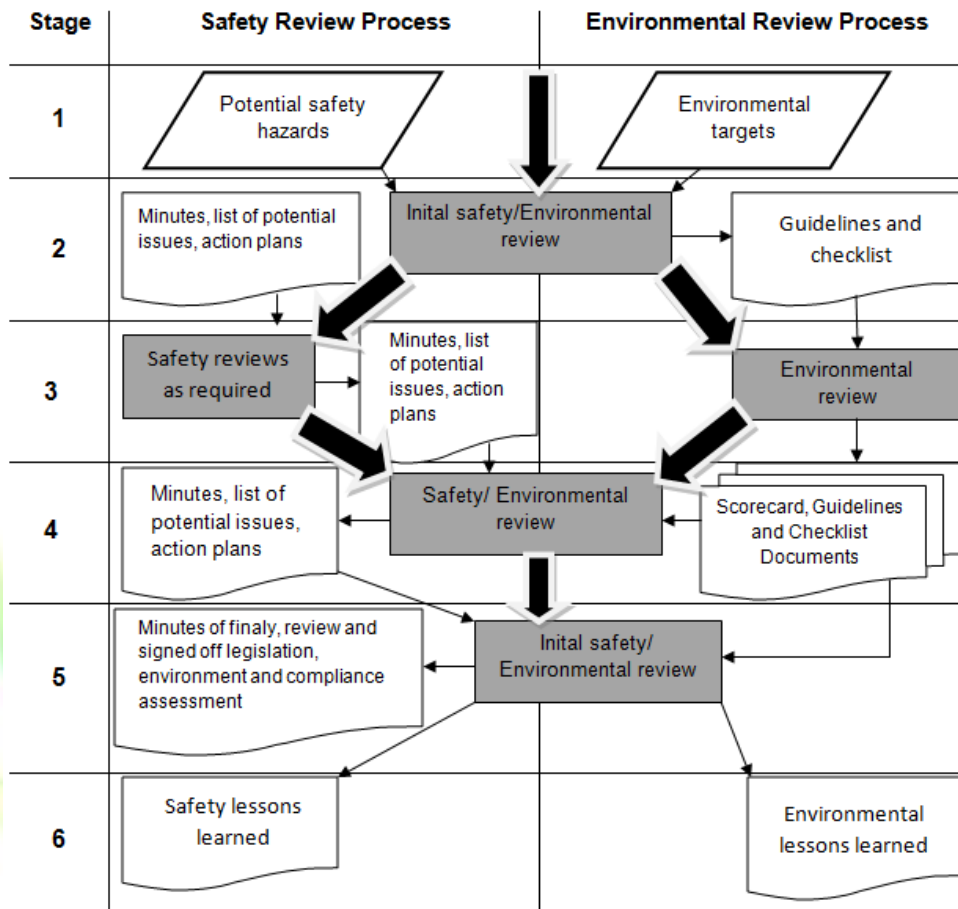 Stage
Safety Review Process
Environmental Review Process
1
Potential safety
hazards
Environmental
targets
2
Minutes, list of potential
issues, action plans
Inital safety/Environmental
review
Guidelines and
checklist
3
Safety reviews
as required
Minutes, list
of potential
issues, action
plans
Environmental
review
4
Minutes, list of
potential issues,
action plans
Safety/ Environmental
review
Scorecard, Guidelines
and Checklist
Documents
5
Minutes of finaly, review and
signed off legislation,
environment and compliance
assessment
Inital safety/
Environmental review
6
Safety lessons
learned
Environmental
lessons learned